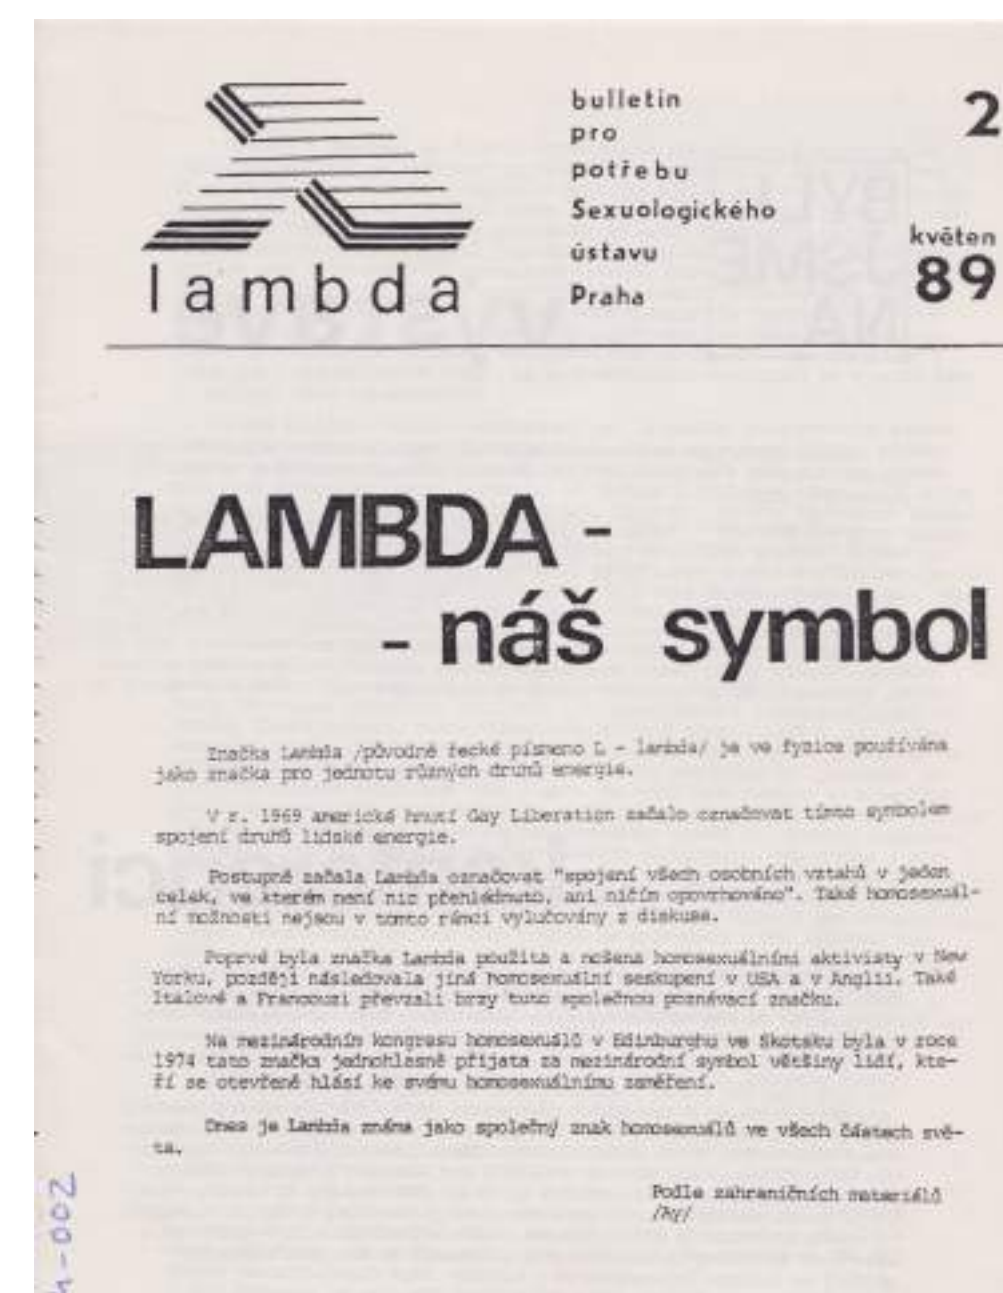 lambda
bulletin
pro
potřebu
Sexuologického
ústavu
Praha
2
květen
89
LAMBDA -
- náš symbol
Značka Lambda /původně řecké písmeno L - lambda/ je ve fyzice používána
jako značka pro jednotu různých druhů energie.
V r. 1969 americké hnutí Gay Liberation začalo označovat tímto symbolem
spojení druhů lidské energie.
Postupně začala Lambda označovat "spojení všech osobních vztahů v jeden
celek, ve kterém není nic přehlédnuto, ani ničím opovrhováno". Také homosexuál-
ní možnosti nejsou v tomto rámci vylučovány z diskuse.
Poprvé byla značka Lambda použita a nošena homosexuálními aktivisty v New
Yorku, později následovala jiná homosexuální seskupení v USA a v Anglii. Také
Italové a Francouzi převzali brzy tuto společnou poznávací značku.
Na mezinárodním kongresu homosexuálů v Edinburghu ve Skotsku byla v roce
1974 tato značka jednohlasně přijata za mezinárodní symbol většiny lidí, kte-
ří se otevřeně hlásí ke svému homosexuálnímu zaměření.
Dnes je Lambda známa jako společný znak homosexuálů ve všech částech svě-
ta.
Podle zahraničních materiálů
h-002